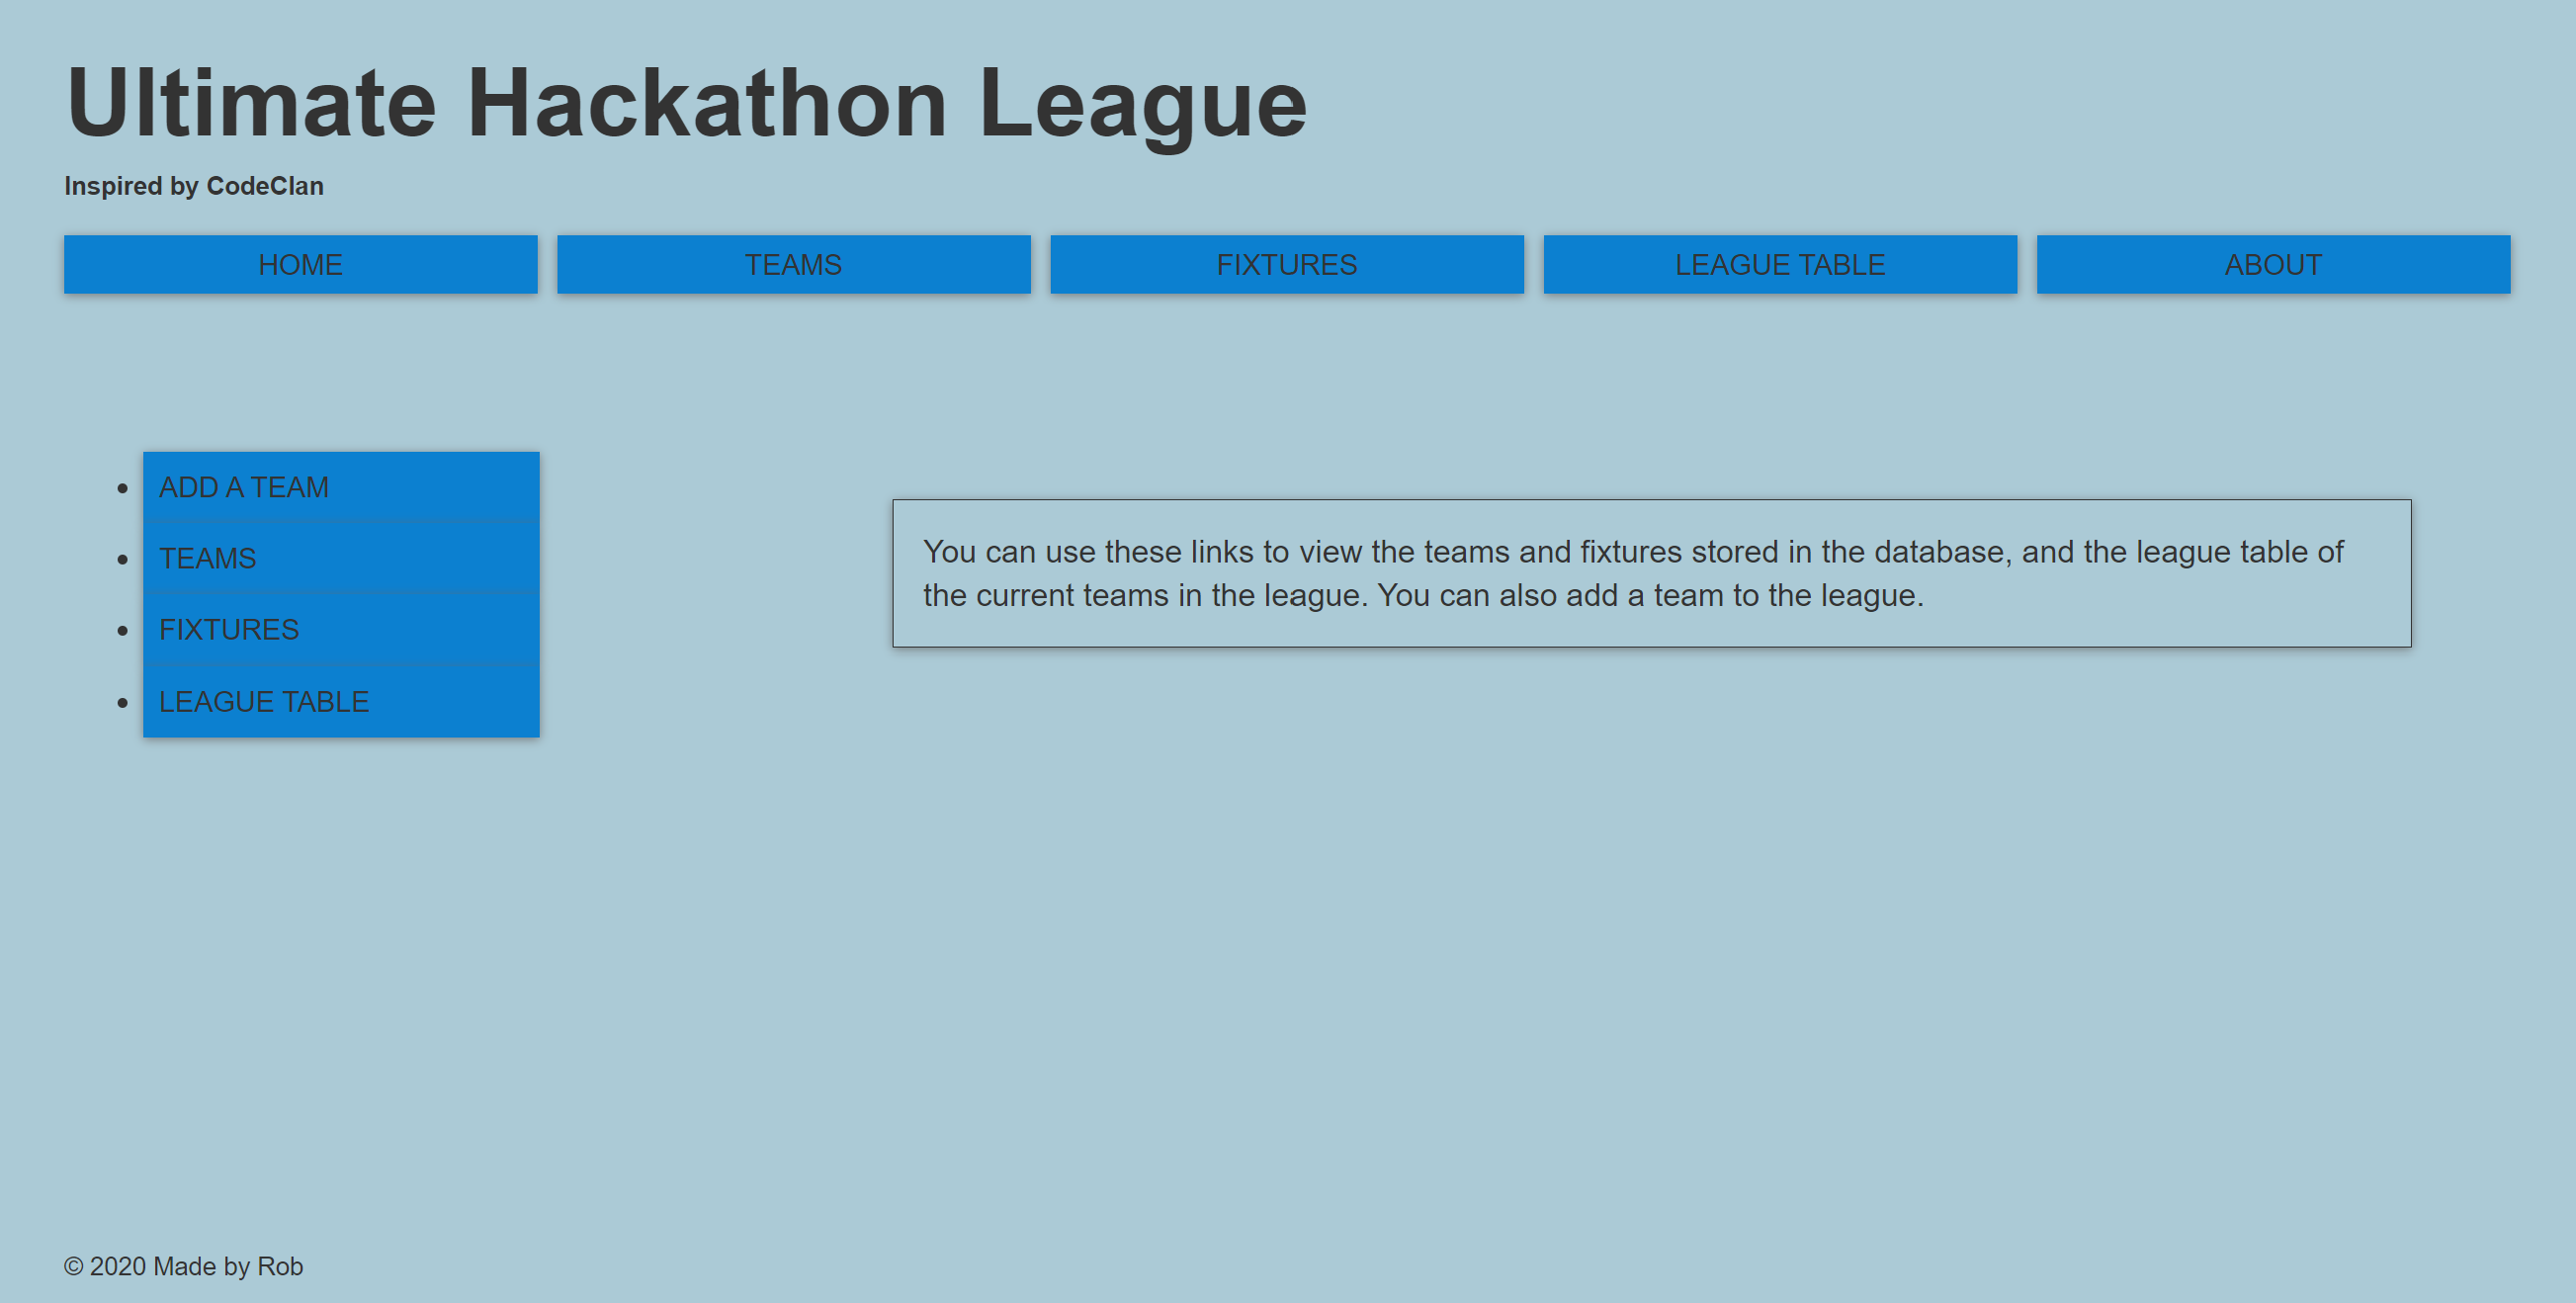 Ultimate Hackathon League
Inspired by CodeClan
HOME
TEAMS
FIXTURES
LEAGUE TABLE
ABOUT
ADD A TEAM
TEAMS
FIXTURES
LEAGUE TABLE
You can use these links to view the teams and fixtures stored in the database, and the league table of
the current teams in the league. You can also add a team to the league.
© 2020 Made by Rob